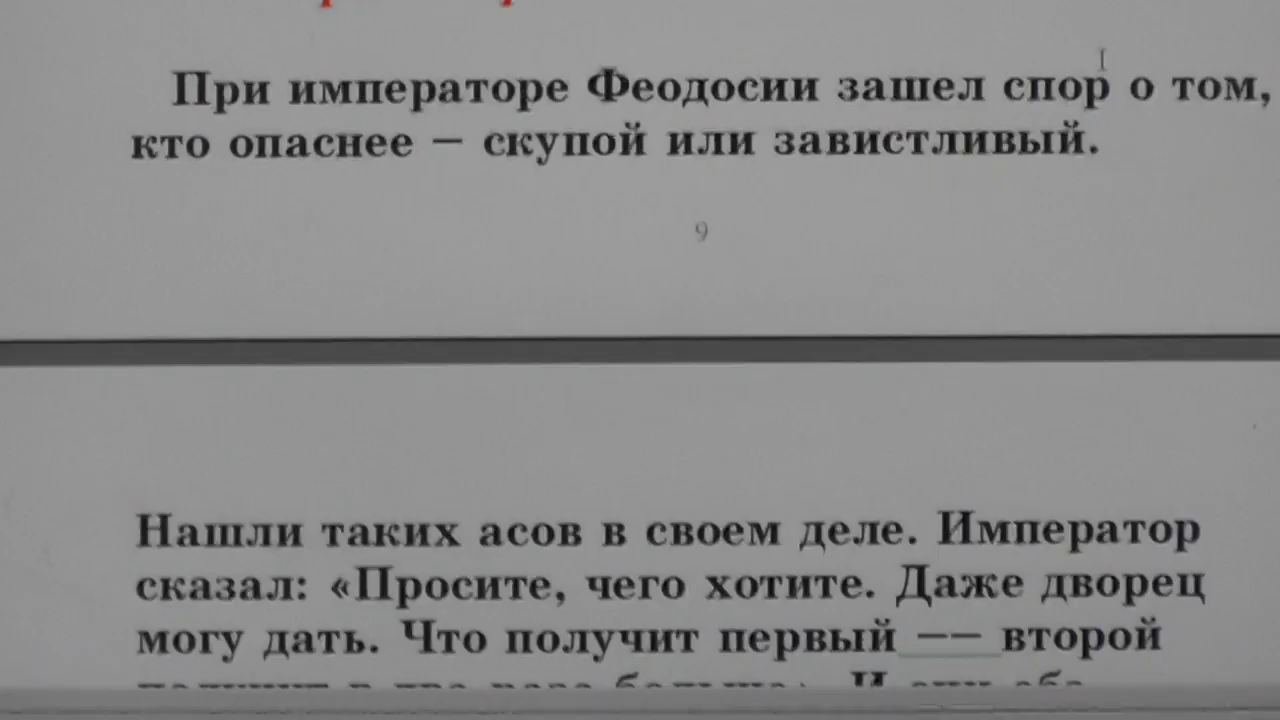 При императоре Феодосии зашел спор о том,
кто опаснее – скупой или завистливый.
9
Нашли таких асов в своем деле. Император
сказал: «Просите, чего хотите. Даже дворец
могу дать. Что получит первый –– второй